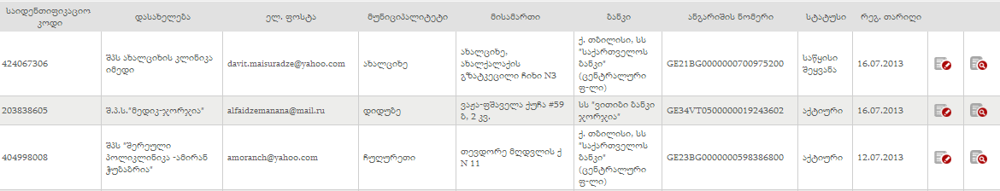 საიდენთიფიკაციო კოდი
დასახელება
ელ. ფოსტა
მუნიციპალიტეტი
მისამართი
ბანკი
ანგარიშის ნომერი
სტატუსი
რეგ. თარიღი
424067306
შპს ახალციხის კლინიკა
იმედი
davit.maisuradze@yahoo.com
ახალციხე
ახალციხე,
ახალქალაქის
გზატკეცილი ჩიხი N3
ქ. თბილისი, სს
"საქართველოს
ბანკი"
(ცენტრალური
ფ-ლი)
GE21BG0000000700975200
საწყისი
შეყვანა
16.07.2013
203838605
შ.პ.ს."მედიკ-ჯორჯია"
alfaidzemanana@mail.ru
დიდუბე
ვაჟა-ფშაველა ქუჩა #59
ბ, 2 კვ.
სს "ვითიბი ბანკი
ჯორჯია"
GE34VT0500000019243602
აქტიური
16.07.2013
404998008
შპს "შერეული
პოლიკლინიკა -ამირან
ჭუბაბრია"
amoranch@yahoo.com
ჩუღურეთი
თევდორე მღდვლის ქ
N 11
ქ. თბილისი, სს
"საქართველოს
ბანკი"
(ცენტრალური
ფ-ლი)
GE23BG0000000598386800
აქტიური
12.07.2013